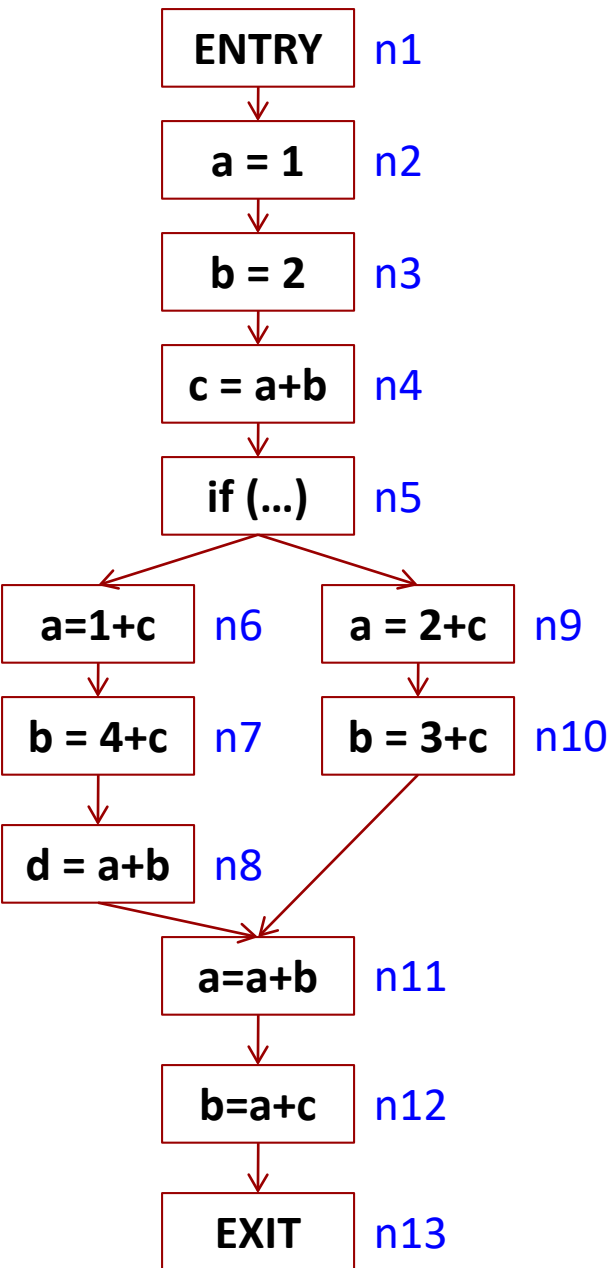 ENTRY n1
a = 1 n2
b = 2 n3
c = a+b n4
if (...) n5
a=1+c n6 a = 2+c n9
b = 4+c n7 b = 3+c n10
d = a+b n8
a=a+b n11
b=a+c n12
EXIT n13